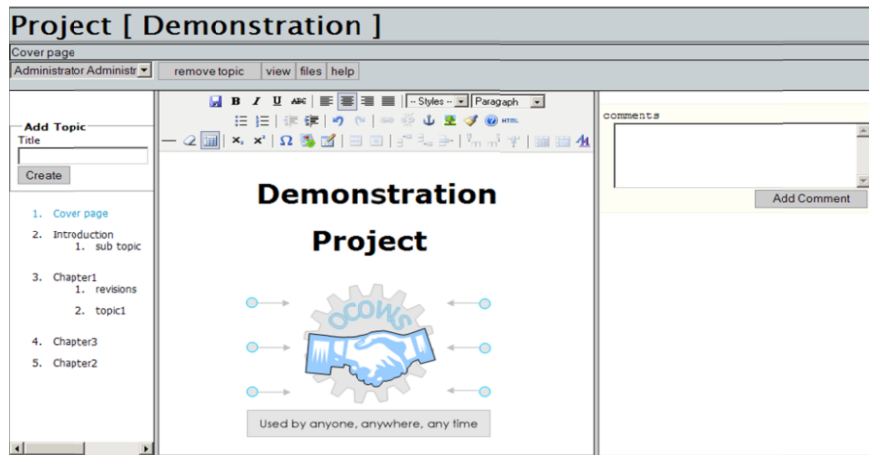 Project [ Demonstration ]
Cover page
Administrator Administr
remove topic view files help
B I U ABC -- Styles -- Paragraph
HTML
Add Topic
Title
Create
1. Cover page
2. Introduction
1. sub topic
3. Chapter1
1. revisions
2. topic1
4. Chapter3
5. Chapter2
Demonstration
Project
OCOWS
Used by anyone, anywhere, any time
comments
Add Comment